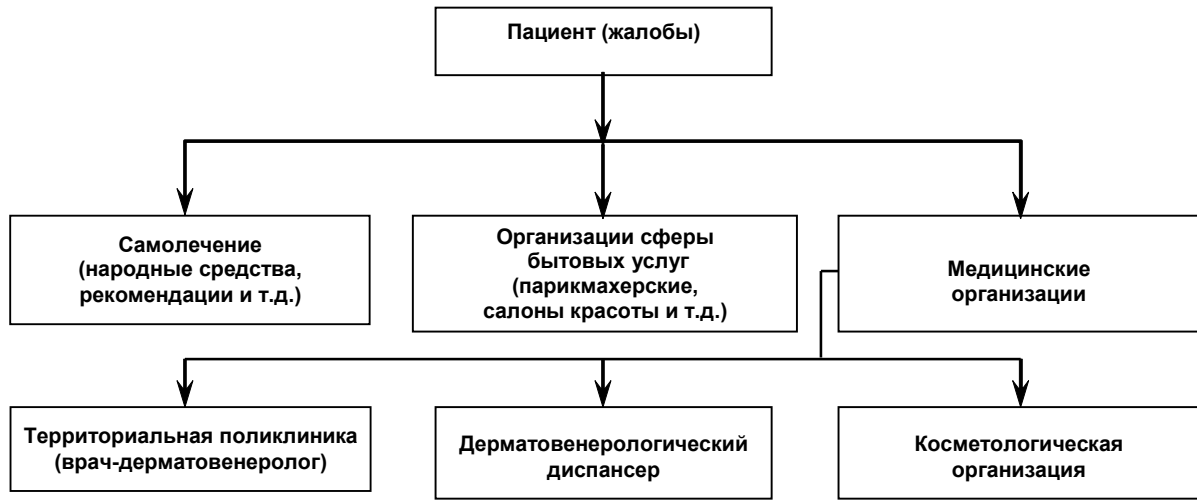 Пациент (жалобы)
Самолечение
(народные средства,
рекомендации и т.д.)
Организации сферы
бытовых услуг
(парикмахерские,
салоны красоты и т.д.)
Медицинские
организации
Территориальная поликлиника
(врач-дерматовенеролог)
Дерматовенерологический
диспансер
Косметологическая
организация